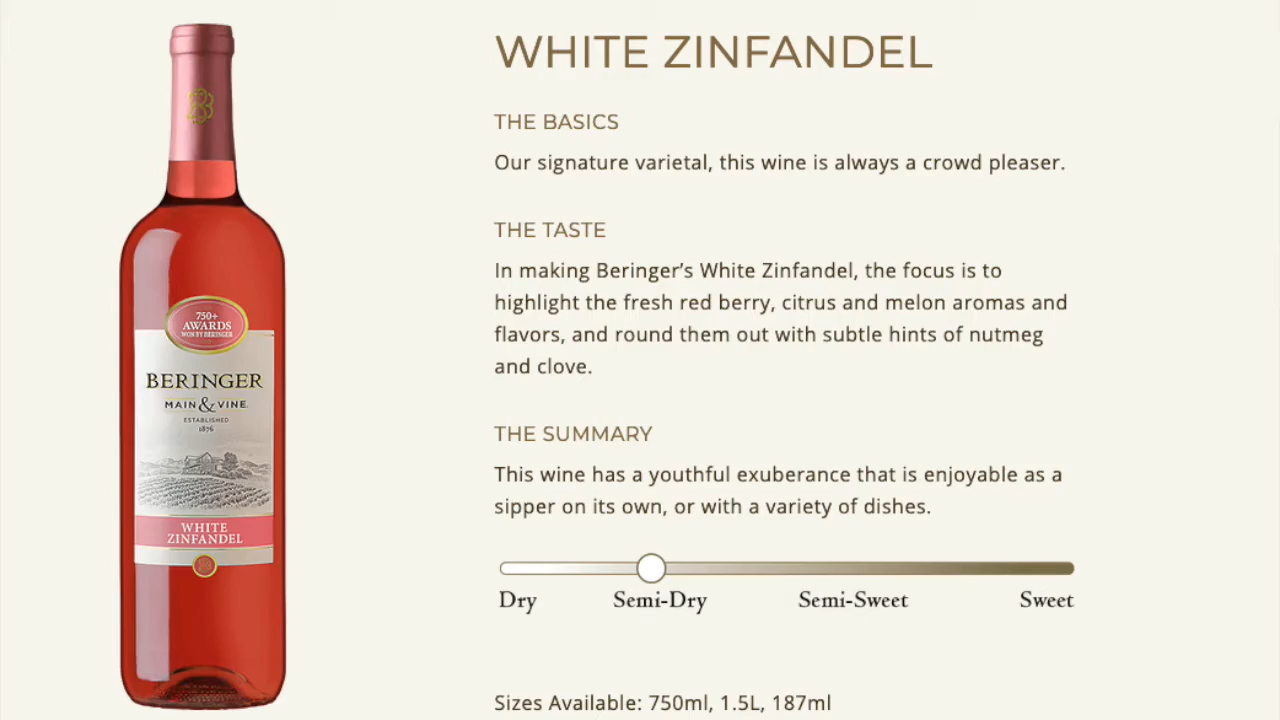 WHITE ZINFANDEL
THE BASICS
Our signature varietal, this wine is always a crowd pleaser.
THE TASTE
In making Beringer’s White Zinfandel, the focus is to
highlight the fresh red berry, citrus and melon aromas and
flavors, and round them out with subtle hints of nutmeg
and clove.
THE SUMMARY
This wine has a youthful exuberance that is enjoyable as a
sipper on its own, or with a variety of dishes.
Dry Semi-Dry Semi-Sweet Sweet
Sizes Available: 750ml, 1.5L, 187ml
B
750+
AWARDS
WON BY BERINGER
BERINGER
MAIN & VINE
ESTABLISHED
1876
WHITE
ZINFANDEL